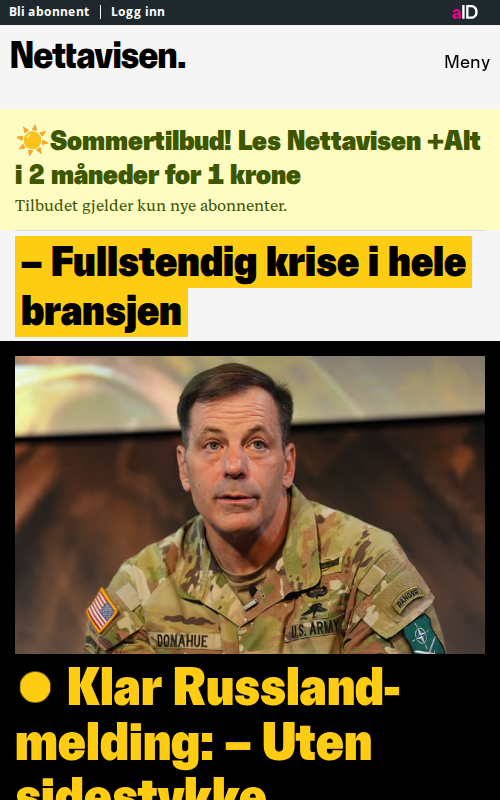 Bli abonnent | Logg inn
aID
Nettavisen.
Meny
☀️Sommertilbud! Les Nettavisen +Alt
i 2 måneder for 1 krone
Tilbudet gjelder kun nye abonnenter.
– Fullstendig krise i hele
bransjen
RANGER
DONAHUE
U.S. ARMY
Klar Russland-
melding: – Uten
sidestykke